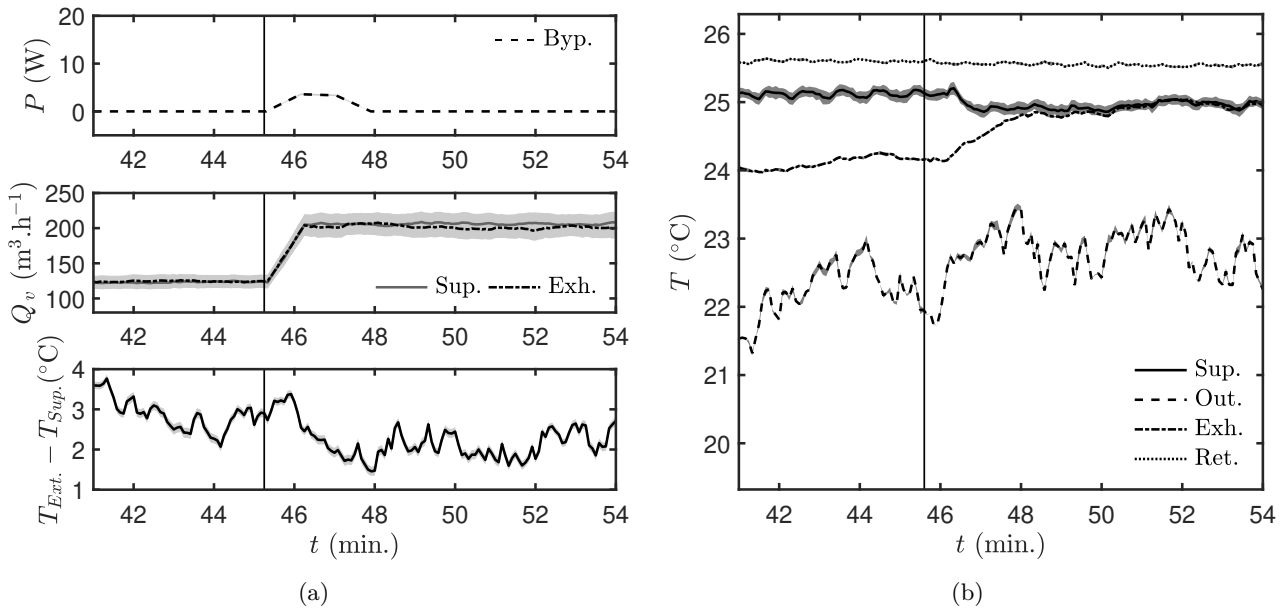 20
10
0
P (W)
Byp.
42 44 46 48 50 52 54
250
200
150
100
Q_v (m³.h⁻¹)
Sup. Exh.
42 44 46 48 50 52 54
4
3
2
1
T_Ext. − T_Sup. (°C)
42 44 46 48 50 52 54
t (min.)
(a)
26
25
24
23
22
21
20
T (°C)
Sup.
Out.
Exh.
Ret.
42 44 46 48 50 52 54
t (min.)
(b)